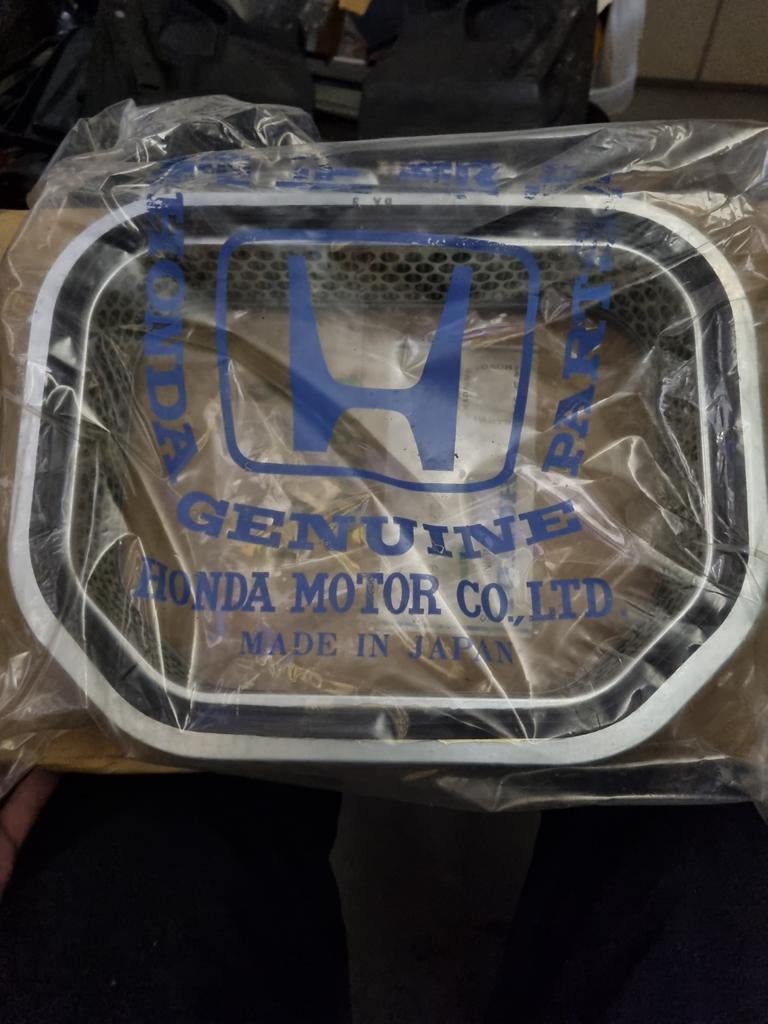 HONDA
GENUINE
PARTS
HONDA MOTOR CO., LTD.
MADE IN JAPAN